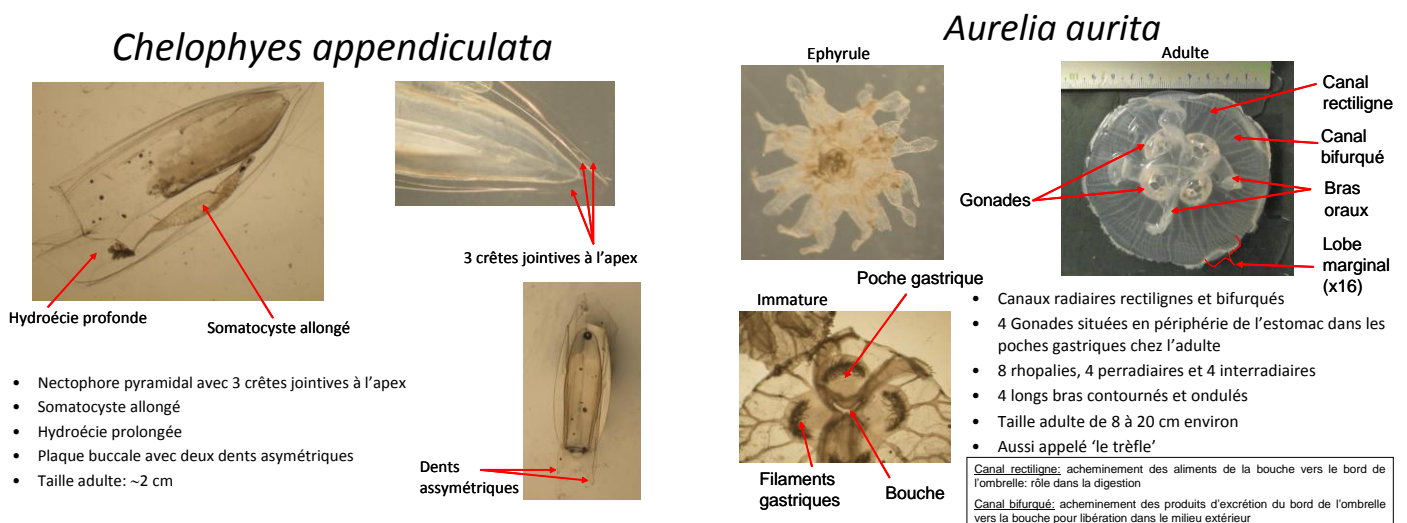 Chelophyes appendiculata
3 crêtes jointives à l'apex
Hydroécie profonde
Somatocyste allongé
• Nectophore pyramidal avec 3 crêtes jointives à l'apex
• Somatocyste allongé
• Hydroécie prolongée
• Plaque buccale avec deux dents asymétriques
• Taille adulte: ~2 cm
Dents
assymétriques
Aurelia aurita
Ephyrule
Adulte
Canal
rectiligne
Canal
bifurqué
Gonades
Bras
oraux
Lobe
marginal
(x16)
Poche gastrique
Immature
Filaments
gastriques
Bouche
• Canaux radiaires rectilignes et bifurqués
• 4 Gonades situées en périphérie de l'estomac dans les
poches gastriques chez l'adulte
• 8 rhopalies, 4 perradiaires et 4 interradiaires
• 4 longs bras contournés et ondulés
• Taille adulte de 8 à 20 cm environ
• Aussi appelé 'le trèfle'
Canal rectiligne: acheminement des aliments de la bouche vers le bord de
l'ombrelle: rôle dans la digestion
Canal bifurqué: acheminement des produits d'excrétion du bord de l'ombrelle
vers la bouche pour libération dans le milieu extérieur